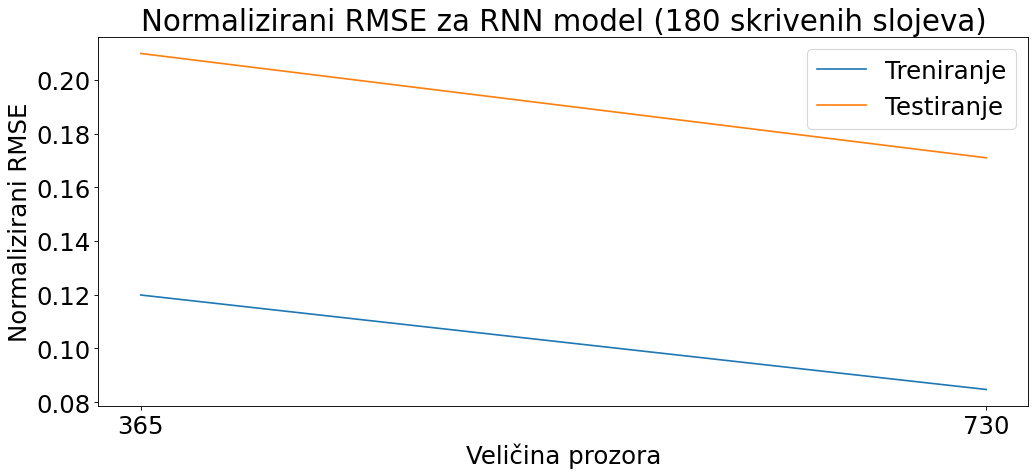 Normalizirani RMSE za RNN model (180 skrivenih slojeva)
Treniranje
Testiranje
Normalizirani RMSE
0.20
0.18
0.16
0.14
0.12
0.10
0.08
365
730
Veličina prozora